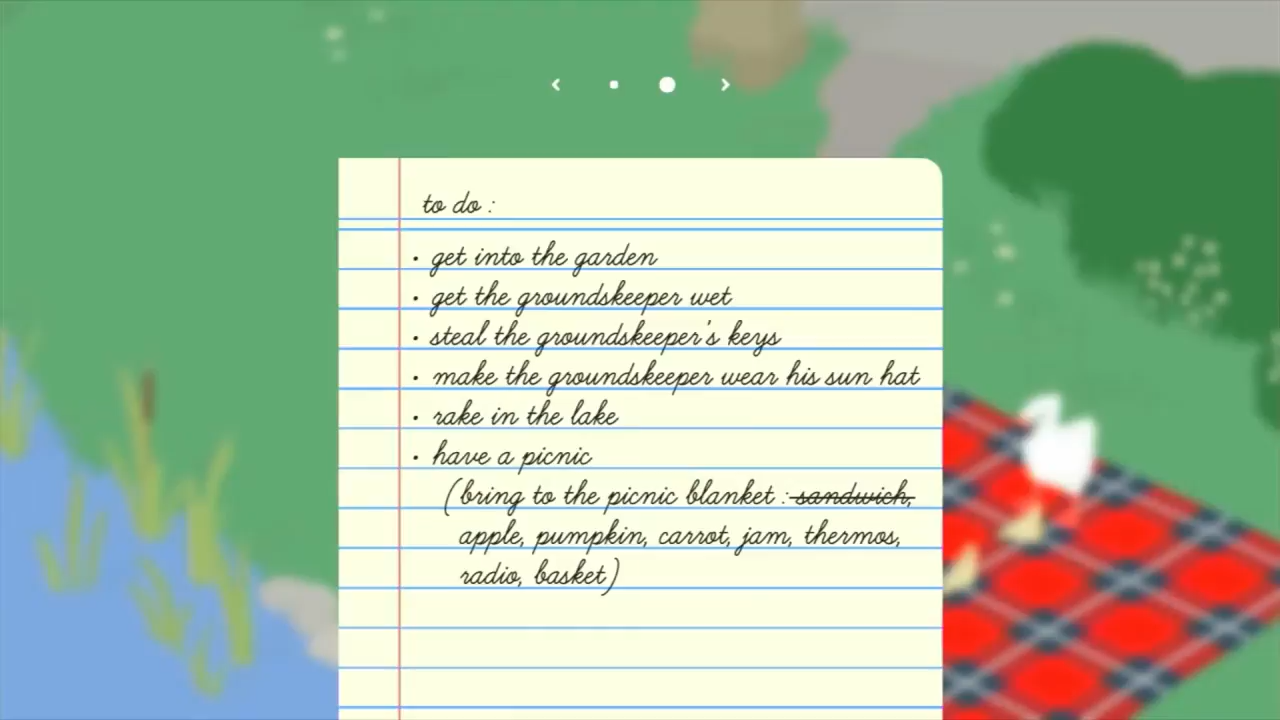 to do :
• get into the garden
• get the groundskeeper wet
• steal the groundskeeper's keys
• make the groundskeeper wear his sun hat
• rake in the lake
• have a picnic
(bring to the picnic blanket : sandwich,
apple, pumpkin, carrot, jam, thermos,
radio, basket)